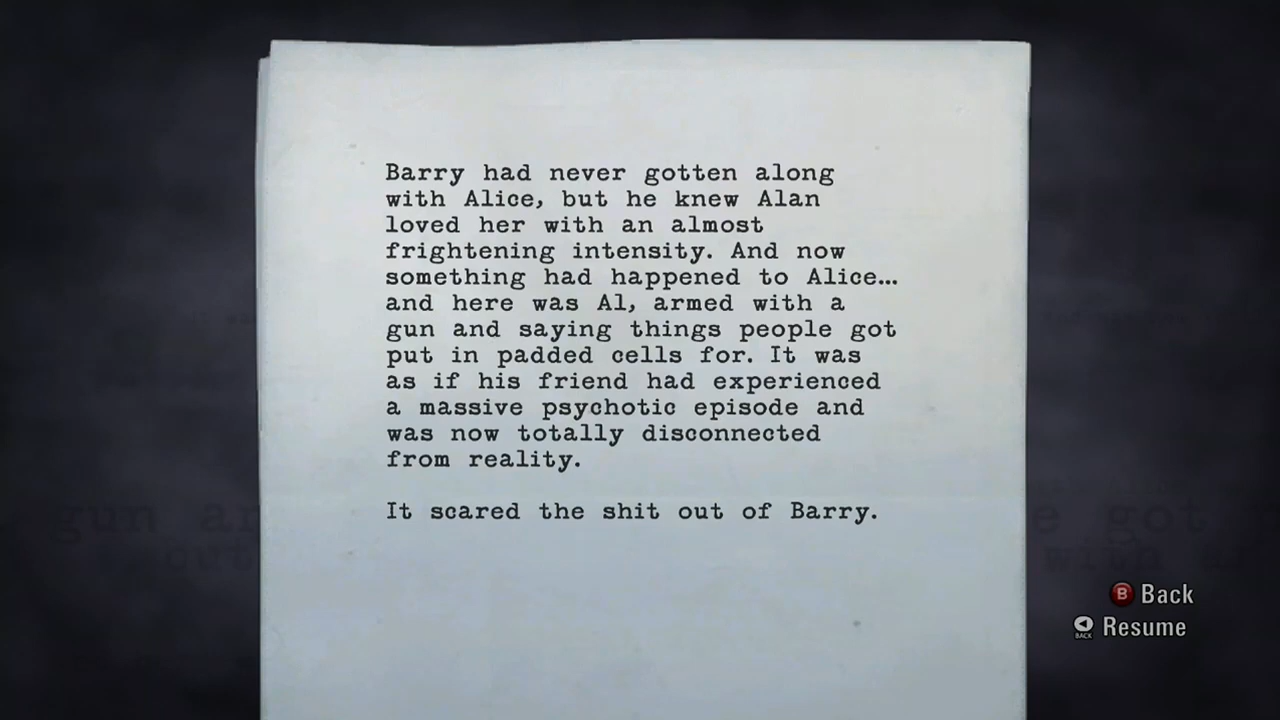 Barry had never gotten along
with Alice, but he knew Alan
loved her with an almost
frightening intensity. And now
something had happened to Alice…
and here was Al, armed with a
gun and saying things people got
put in padded cells for. It was
as if his friend had experienced
a massive psychotic episode and
was now totally disconnected
from reality.
It scared the shit out of Barry.
B Back
BACK Resume